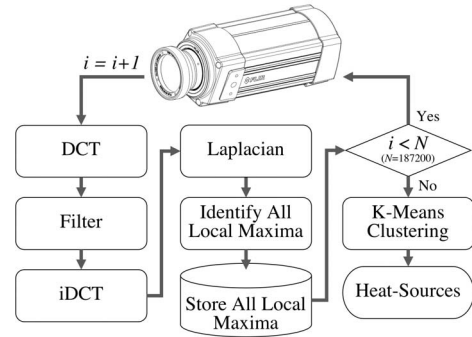 i = i+1
FLIR
DCT
Filter
iDCT
Laplacian
Identify All
Local Maxima
Store All Local
Maxima
Yes
i < N
(N=187200)
No
K-Means
Clustering
Heat-Sources